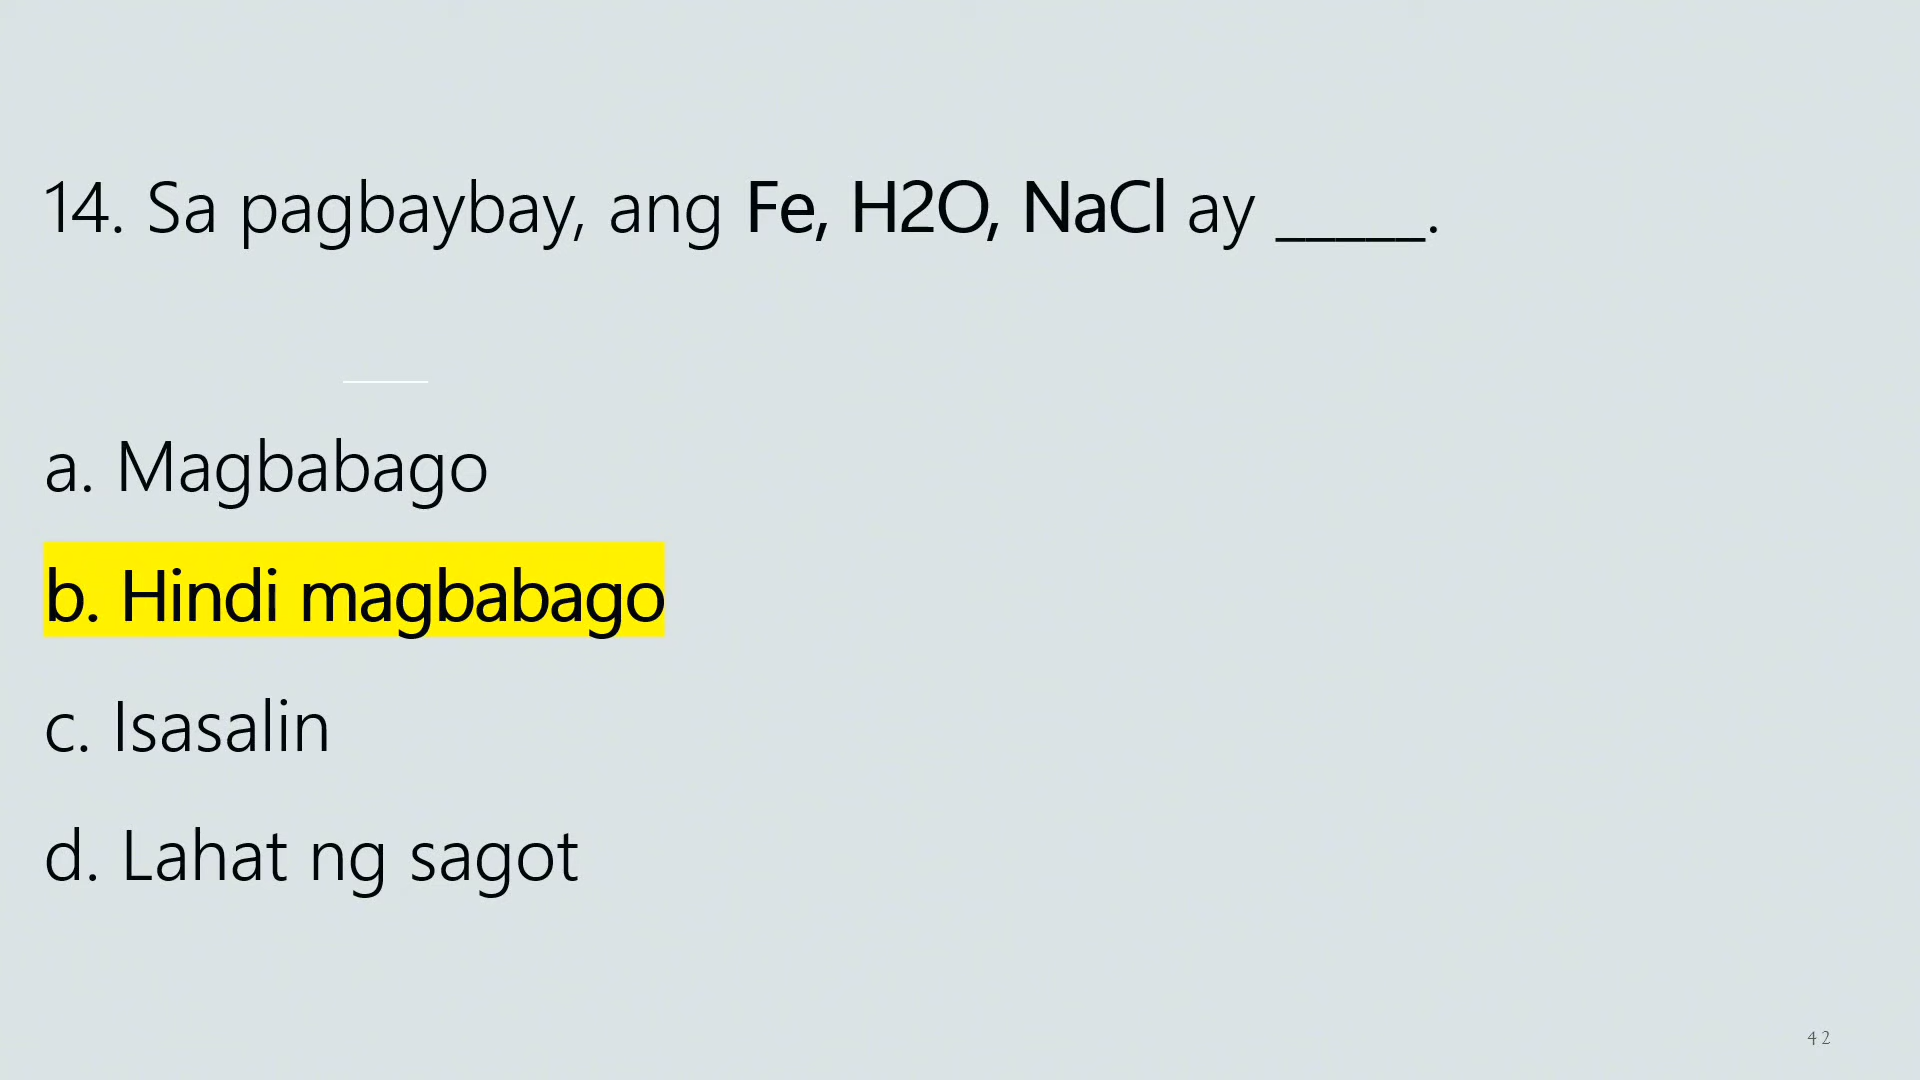 14. Sa pagbaybay, ang Fe, H2O, NaCl ay _____.
a. Magbabago
b. Hindi magbabago
c. Isasalin
d. Lahat ng sagot
42